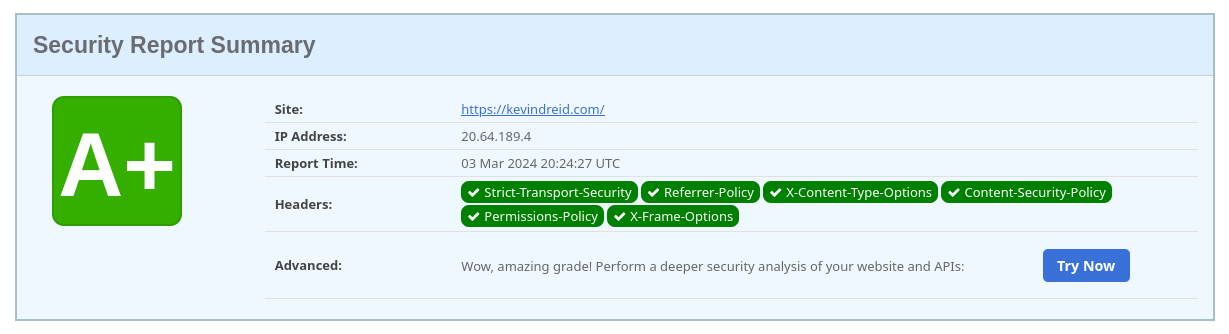 Security Report Summary
A+
Site: https://kevindreid.com/
IP Address: 20.64.189.4
Report Time: 03 Mar 2024 20:24:27 UTC
Headers: Strict-Transport-Security Referrer-Policy X-Content-Type-Options Content-Security-Policy
Permissions-Policy X-Frame-Options
Advanced: Wow, amazing grade! Perform a deeper security analysis of your website and APIs: Try Now